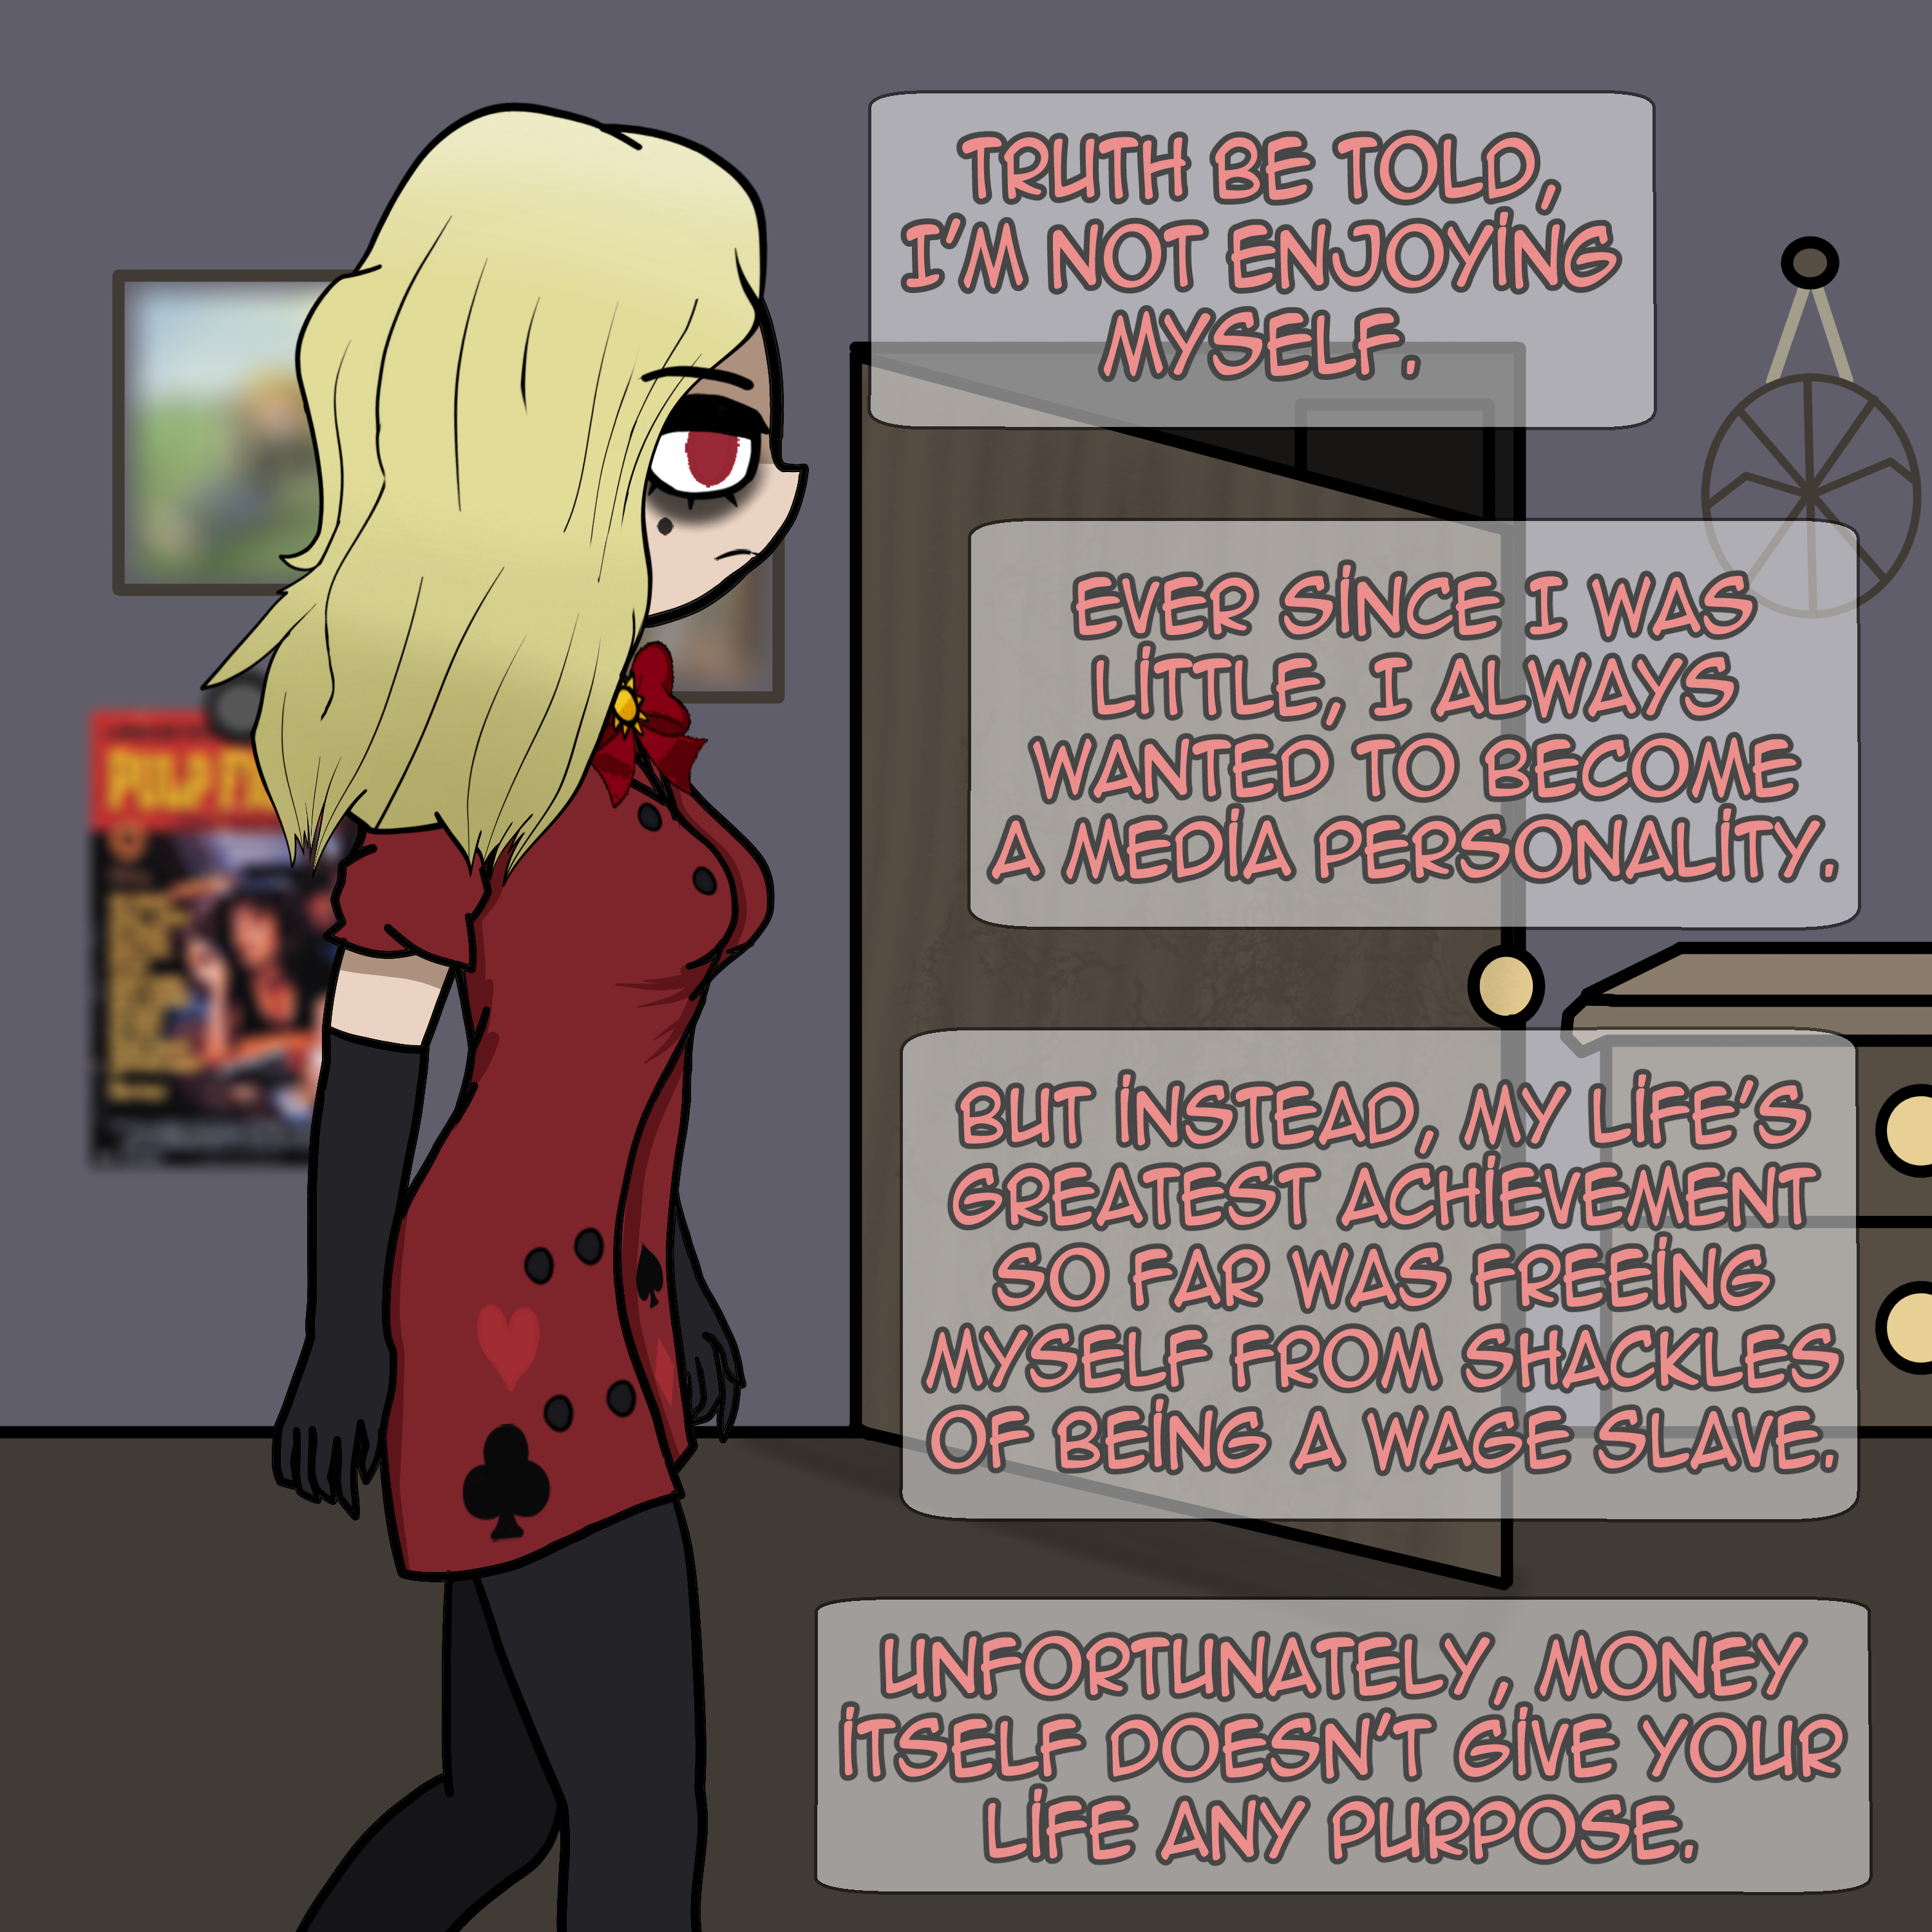 TRUTH BE TOLD,
I'M NOT ENJOYING
MYSELF.
EVER SINCE I WAS
LITTLE, I ALWAYS
WANTED TO BECOME
A MEDIA PERSONALITY.
BUT INSTEAD, MY LIFE'S
GREATEST ACHIEVEMENT
SO FAR WAS FREEING
MYSELF FROM SHACKLES
OF BEING A WAGE SLAVE.
UNFORTUNATELY, MONEY
ITSELF DOESN'T GIVE YOUR
LIFE ANY PURPOSE.
PULP